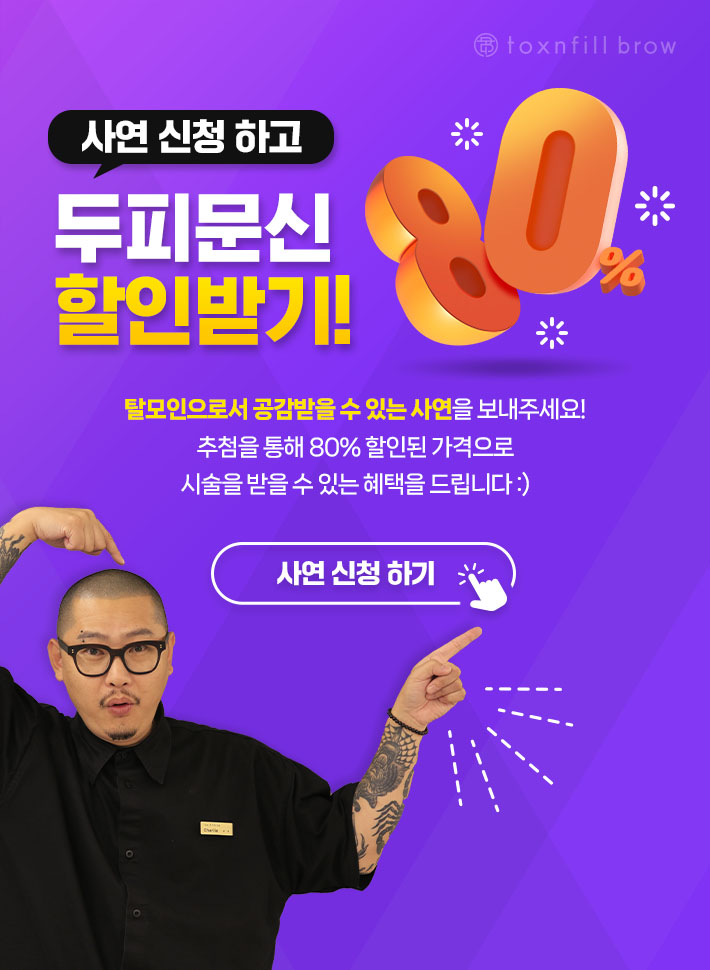 toxnfill brow
사연 신청 하고
두피문신
할인받기!
80%
탈모인으로서 공감받을 수 있는 사연을 보내주세요!
추첨을 통해 80% 할인된 가격으로
시술을 받을 수 있는 혜택을 드립니다 :)
사연 신청 하기
Charlie